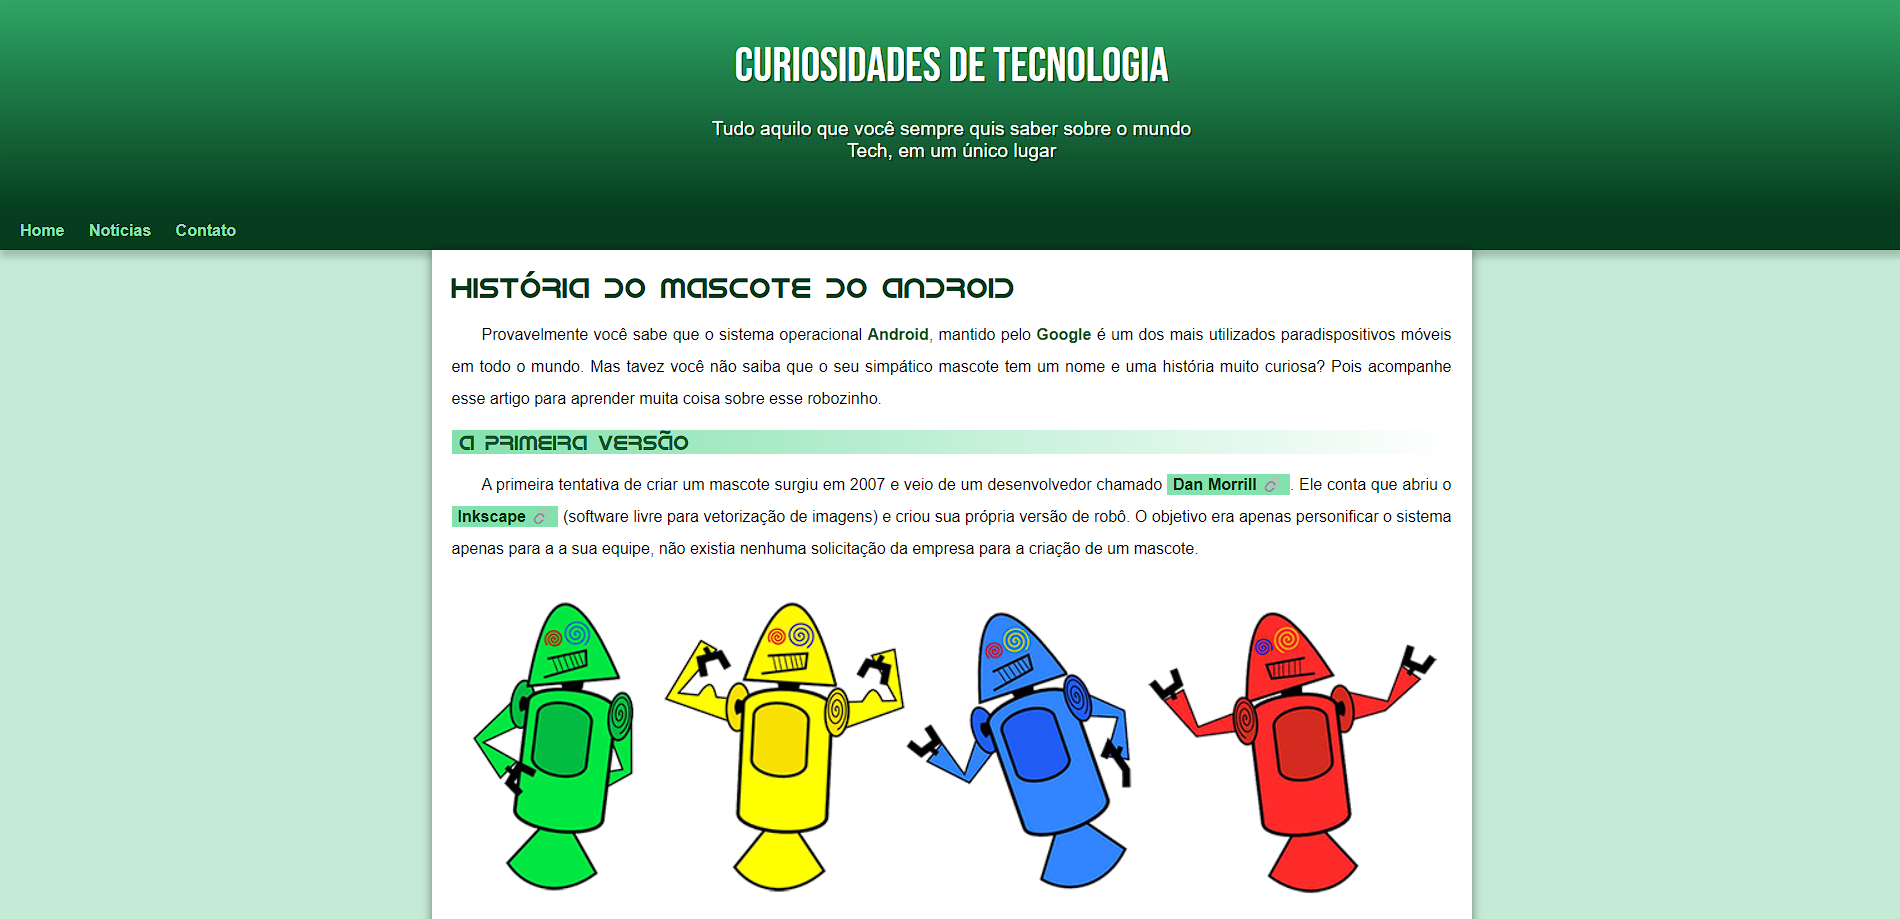 CURIOSIDADES DE TECNOLOGIA
Tudo aquilo que você sempre quis saber sobre o mundo
Tech, em um único lugar
Home Notícias Contato
HISTÓRIA DO MASCOTE DO ANDROID
Provavelmente você sabe que o sistema operacional Android, mantido pelo Google é um dos mais utilizados paradispositivos móveis
em todo o mundo. Mas tavez você não saiba que o seu simpático mascote tem um nome e uma história muito curiosa? Pois acompanhe
esse artigo para aprender muita coisa sobre esse robozinho.
A PRIMEIRA VERSÃO
A primeira tentativa de criar um mascote surgiu em 2007 e veio de um desenvolvedor chamado Dan Morrill . Ele conta que abriu o
Inkscape (software livre para vetorização de imagens) e criou sua própria versão de robô. O objetivo era apenas personificar o sistema
apenas para a a sua equipe, não existia nenhuma solicitação da empresa para a criação de um mascote.